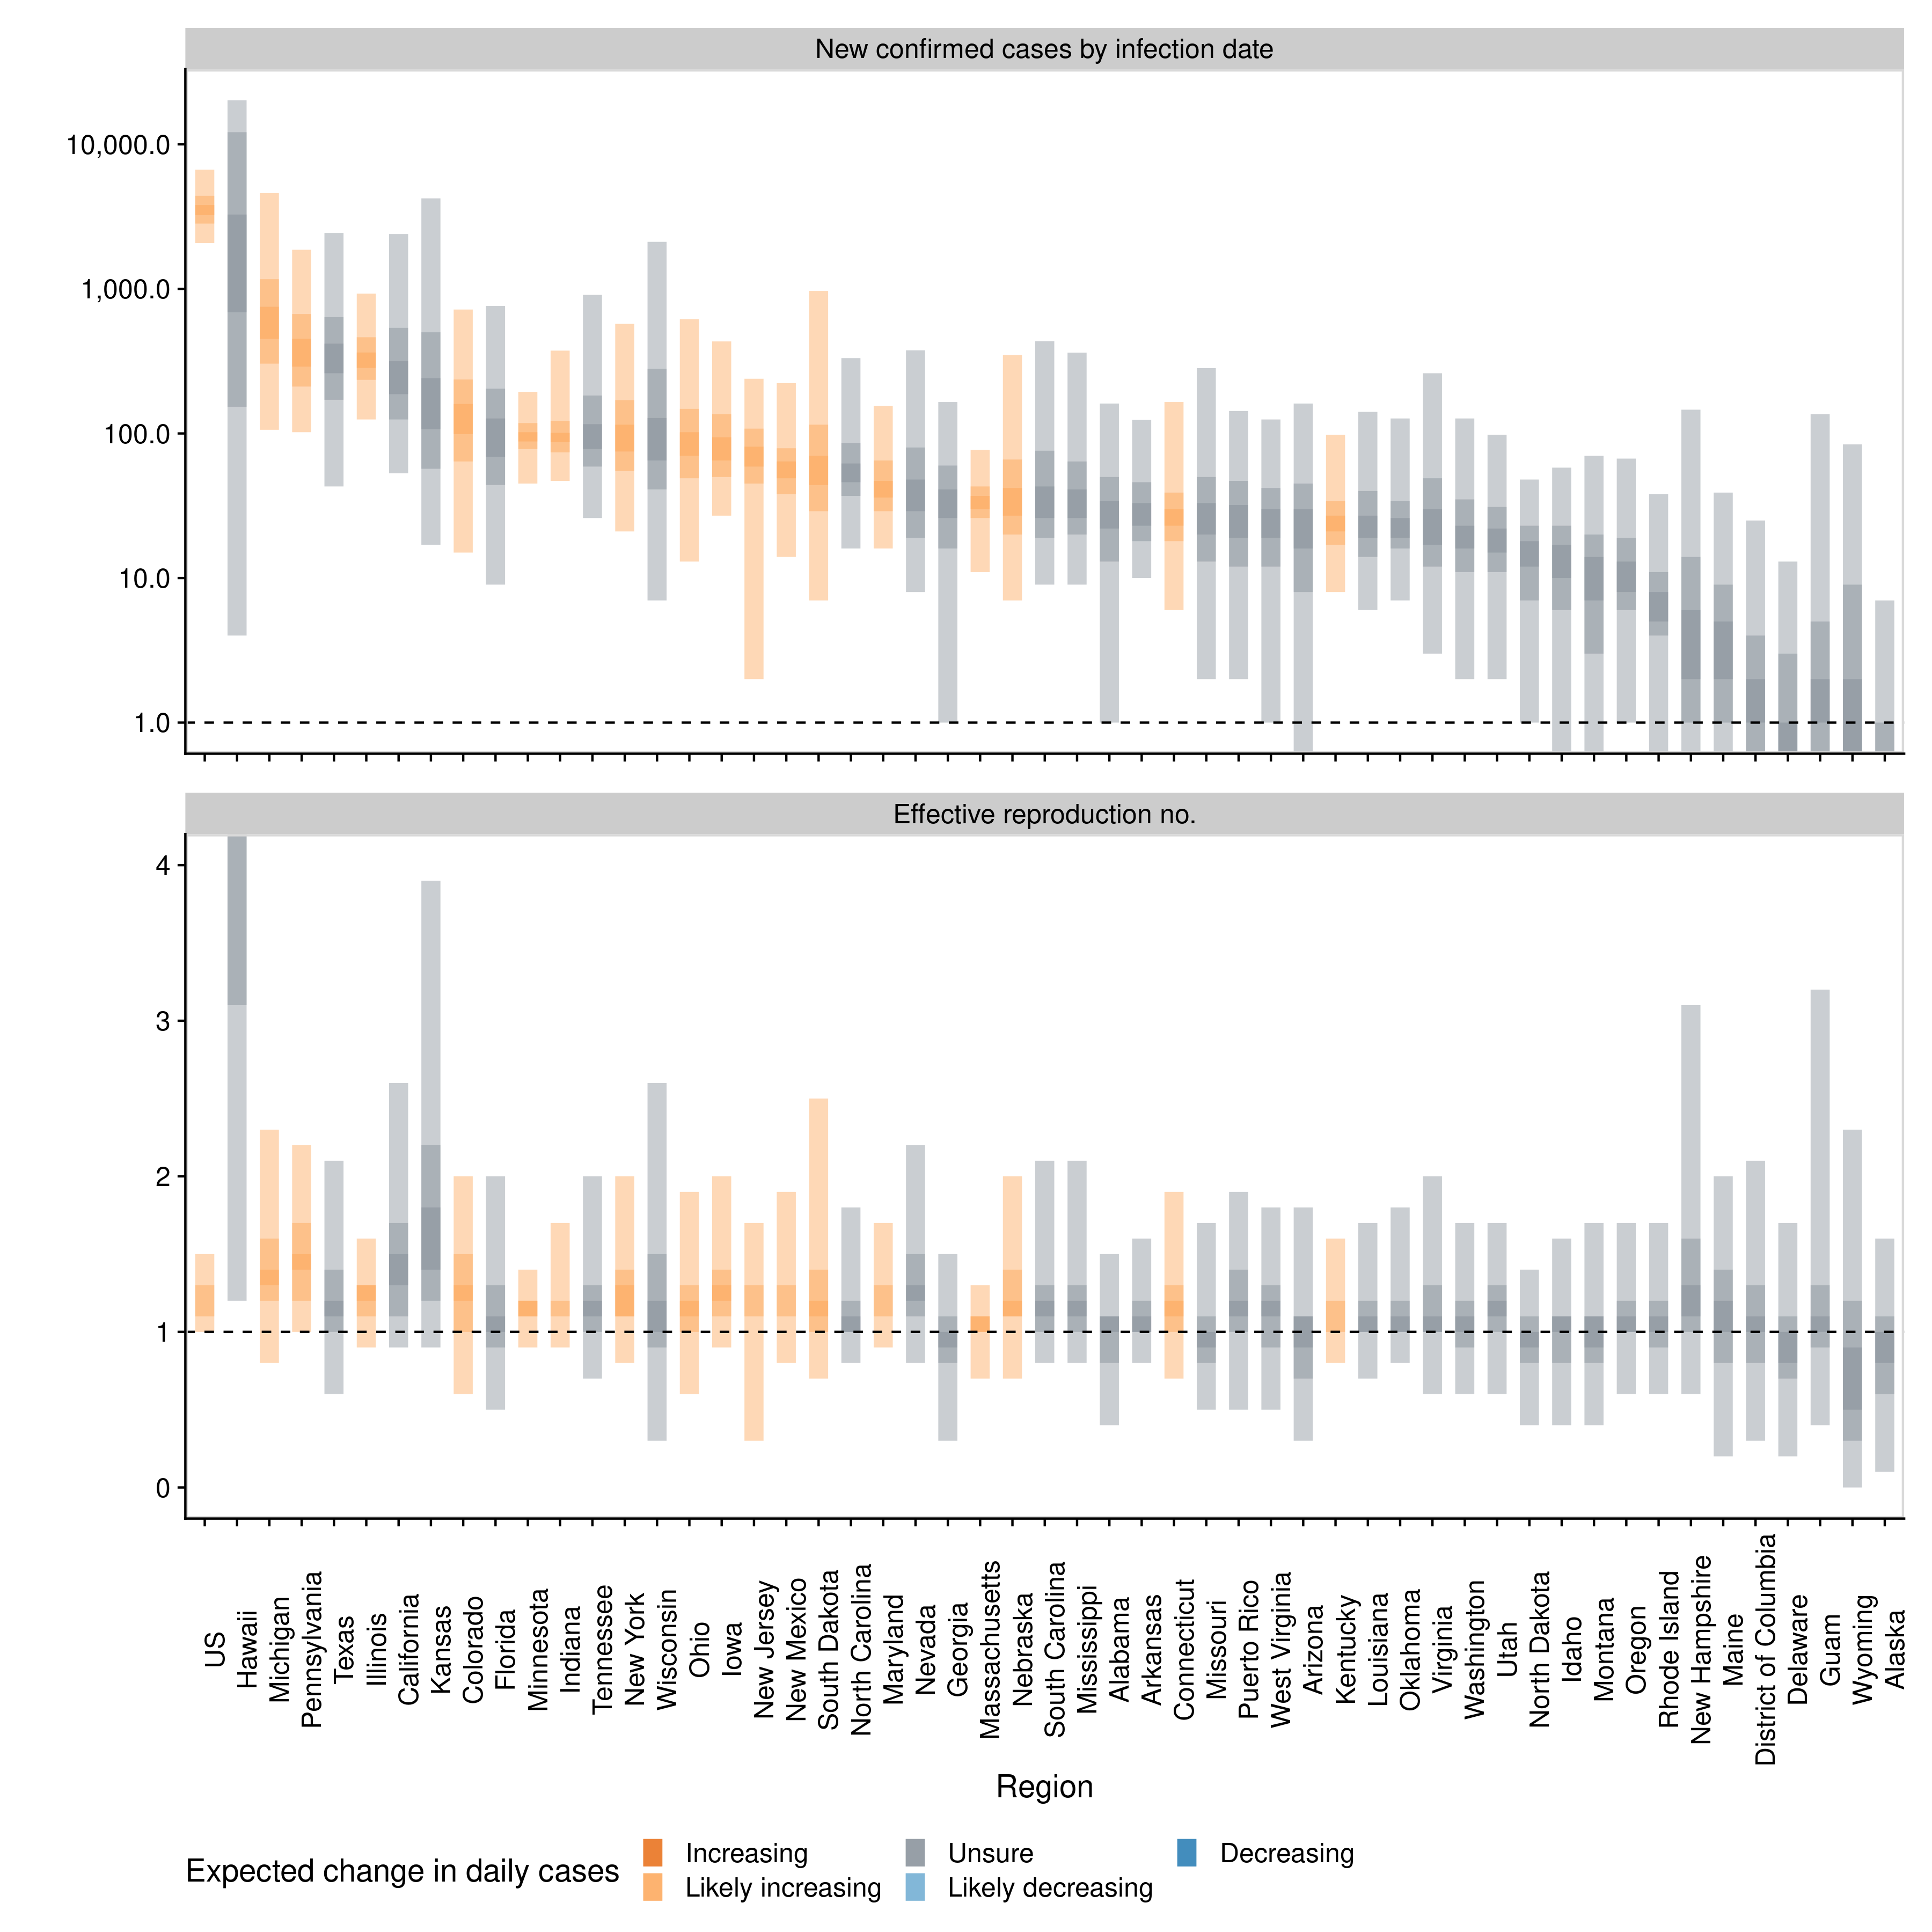 New confirmed cases by infection date
10,000.0
1,000.0
100.0
10.0
1.0
Effective reproduction no.
4
3
2
1
0
US
Hawaii
Michigan
Pennsylvania
Texas
Illinois
California
Kansas
Colorado
Florida
Minnesota
Indiana
Tennessee
New York
Wisconsin
Ohio
Iowa
New Jersey
New Mexico
South Dakota
North Carolina
Maryland
Nevada
Georgia
Massachusetts
Nebraska
South Carolina
Mississippi
Alabama
Arkansas
Connecticut
Missouri
Puerto Rico
West Virginia
Arizona
Kentucky
Louisiana
Oklahoma
Virginia
Washington
Utah
North Dakota
Idaho
Montana
Oregon
Rhode Island
New Hampshire
Maine
District of Columbia
Delaware
Guam
Wyoming
Alaska
Region
Expected change in daily cases
Increasing
Likely increasing
Unsure
Likely decreasing
Decreasing